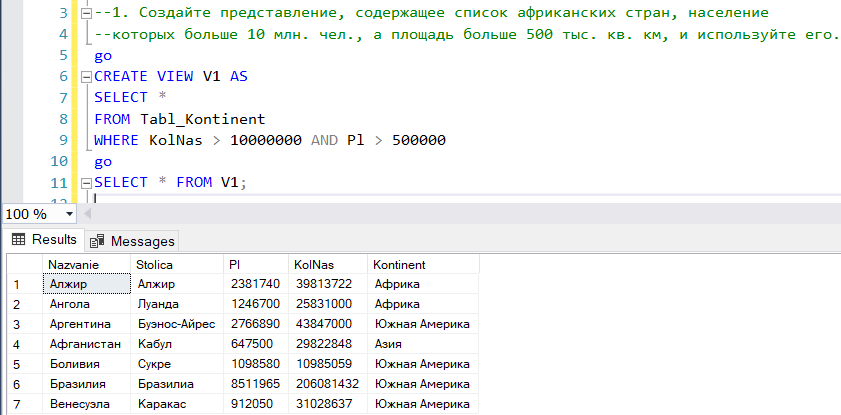 3 --1. Создайте представление, содержащее список африканских стран, население
4 --которых больше 10 млн. чел., а площадь больше 500 тыс. кв. км, и используйте его.
5 go
6 CREATE VIEW V1 AS
7 SELECT *
8 FROM Tabl_Kontinent
9 WHERE KolNas > 10000000 AND Pl > 500000
10 go
11 SELECT * FROM V1;
12
100 %
Results Messages
Nazvanie Stolica Pl KolNas Kontinent
1 Алжир Алжир 2381740 39813722 Африка
2 Ангола Луанда 1246700 25831000 Африка
3 Аргентина Буэнос-Айрес 2766890 43847000 Южная Америка
4 Афганистан Кабул 647500 29822848 Азия
5 Боливия Сукре 1098580 10985059 Южная Америка
6 Бразилия Бразилиа 8511965 206081432 Южная Америка
7 Венесуэла Каракас 912050 31028637 Южная Америка